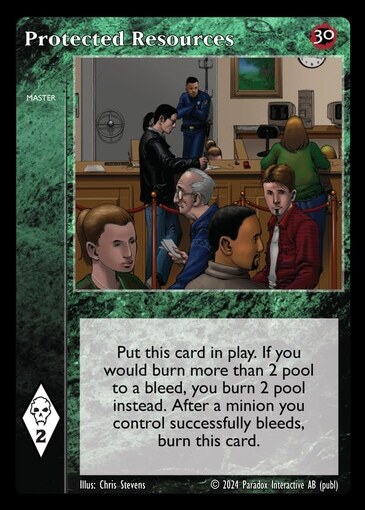 Protected Resources
30
MASTER
Put this card in play. If you
would burn more than 2 pool
to a bleed, you burn 2 pool
instead. After a minion you
control successfully bleeds,
burn this card.
2
Illus: Chris Stevens
© 2024 Paradox Interactive AB (publ)